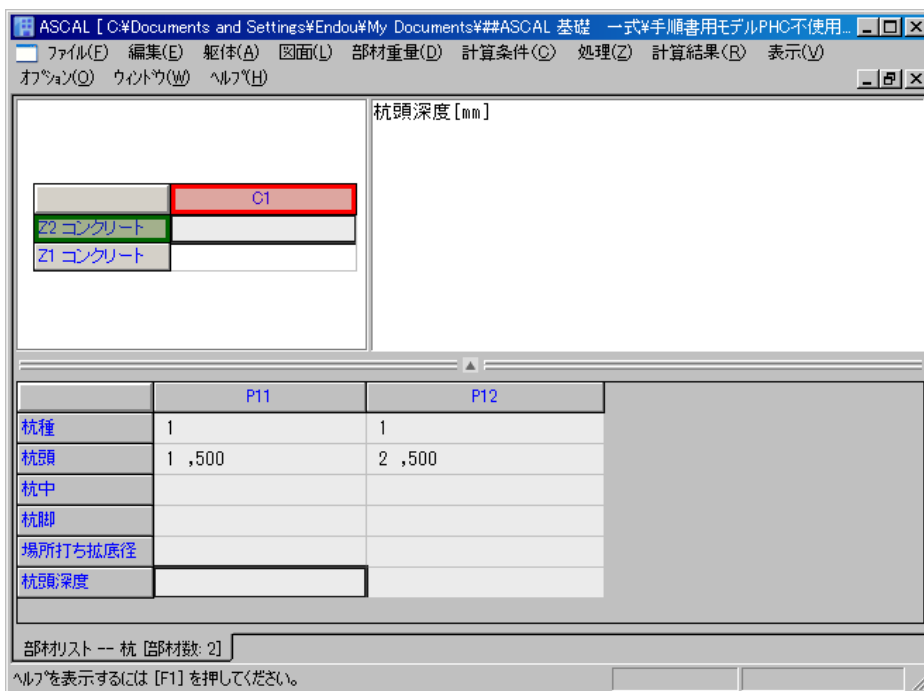 ASCAL [ C:¥Documents and Settings¥Endou¥My Documents¥##ASCAL 基礎　一式¥手順書用モデルPHC不使用...
ファイル(F) 編集(E) 躯体(A) 図面(L) 部材重量(D) 計算条件(C) 処理(Z) 計算結果(R) 表示(V)
オプション(O) ウィンドウ(W) ヘルプ(H)
杭頭深度[mm]
C1
Z2 コンクリート
Z1 コンクリート
P11 P12
杭種 1 1
杭頭 1 ,500 2 ,500
杭中
杭脚
場所打ち拡底径
杭頭深度
部材リスト -- 杭 [部材数: 2]
ヘルプを表示するには [F1] を押してください。